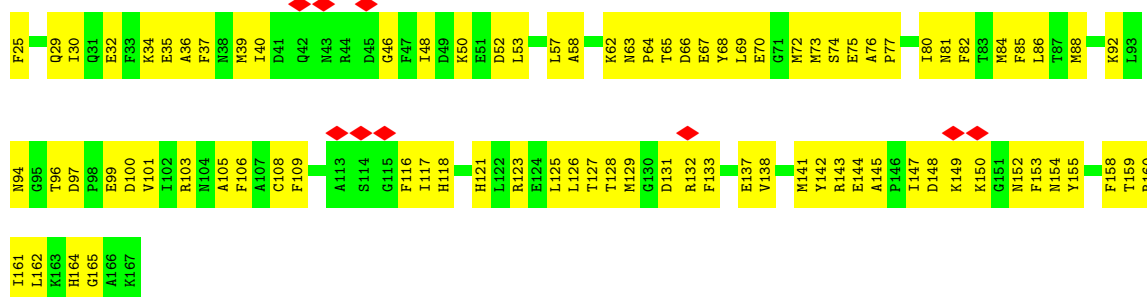 F25 Q29 I30 Q31 E32 F33 K34 E35 A36 F37 N38 M39 I40 D41 Q42 N43 R44 D45 G46 F47 I48 D49 K50 E51 D52 L53 L57 A58 K62 N63 P64 T65 D66 E67 Y68 L69 E70 G71 M72 M73 S74 E75 A76 P77 I80 N81 F82 T83 M84 F85 L86 T87 M88 K92 L93
N94 G95 T96 D97 P98 E99 D100 V101 I102 R103 N104 A105 F106 A107 C108 F109 A113 S114 G115 F116 I117 H118 H121 L122 R123 E124 L125 L126 T127 T128 M129 G130 D131 R132 F133 E137 V138 M141 Y142 R143 E144 A145 P146 I147 D148 K149 K150 G151 N152 F153 N154 Y155 F158 T159 R160
I161 L162 K163 H164 G165 A166 K167